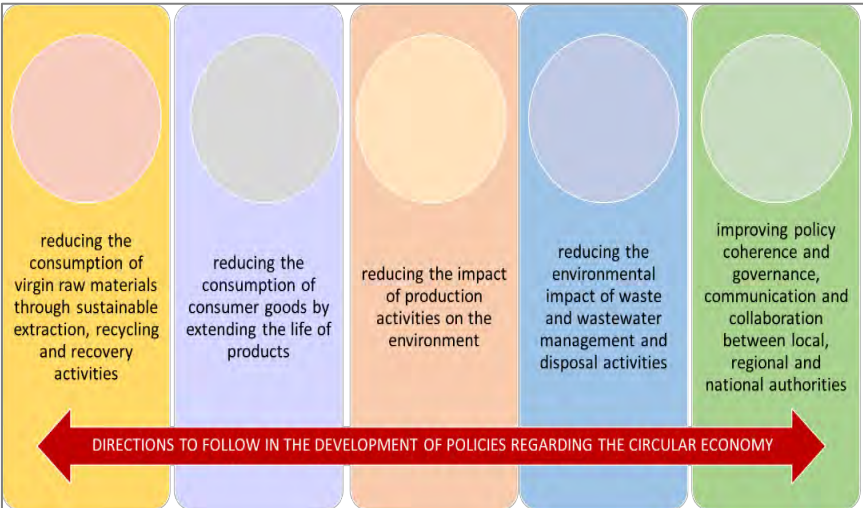 reducing the
consumption of
virgin raw materials
through sustainable
extraction, recycling
and recovery
activities
reducing the
consumption of
consumer goods by
extending the life of
products
reducing the impact
of production
activities on the
environment
reducing the
environmental
impact of waste
and wastewater
management and
disposal activities
improving policy
coherence and
governance,
communication and
collaboration
between local,
regional and
national authorities
DIRECTIONS TO FOLLOW IN THE DEVELOPMENT OF POLICIES REGARDING THE CIRCULAR ECONOMY